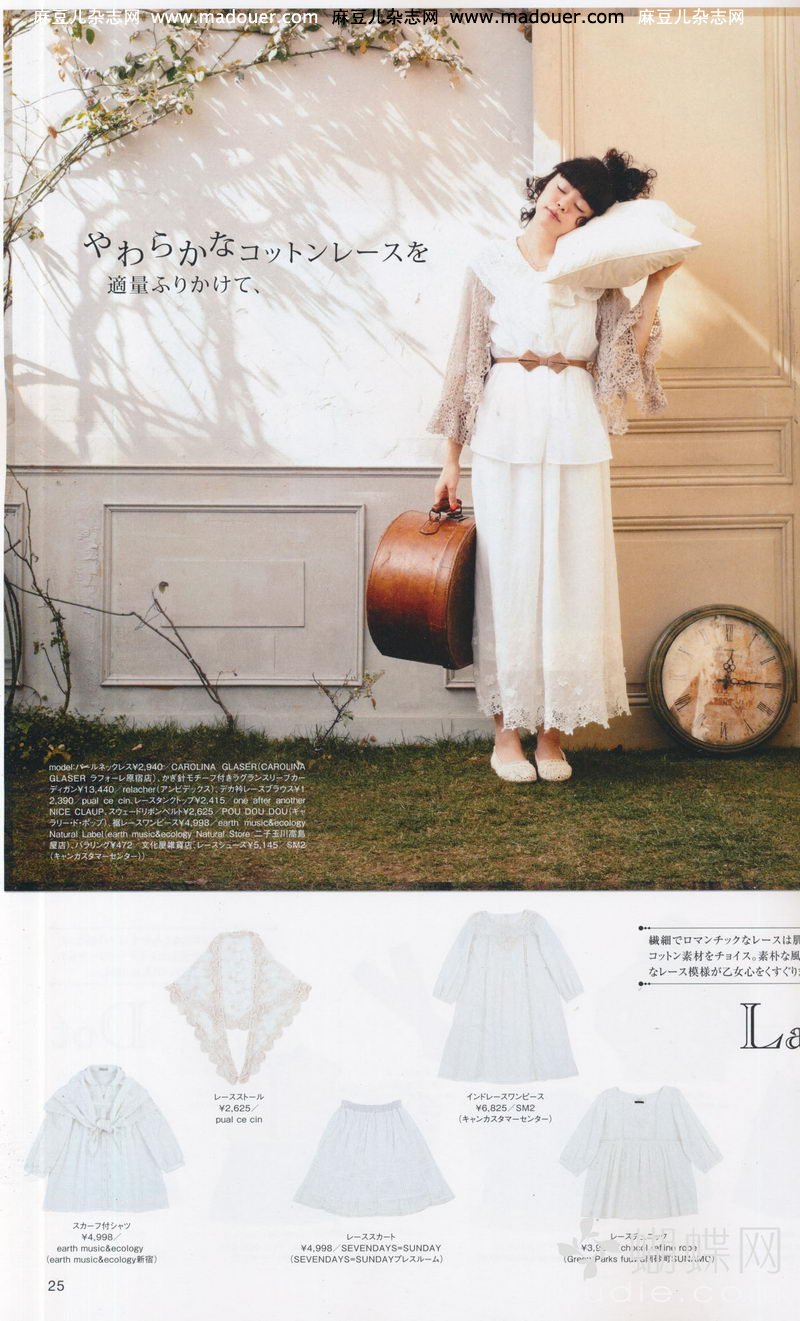 麻豆儿杂志网 www.madouer.com 麻豆儿杂志网 www.madouer.com 麻豆儿杂志网
やわらかなコットンレースを
適量ふりかけて、
model:パールネックレス¥2,940／CAROLINA GLASER(CAROLINA
GLASER ラフォーレ原宿店)、かぎ針モチーフ付きラグランスリーブカー
ディガン¥13,440／relacher(アンビデックス)、デカ衿レースブラウス¥1
2,390／pual ce cin、レースタンクトップ¥2,415／one after another
NICE CLAUP、スウェードリボンベルト¥2,625／POU DOU DOU(ギャ
ラリー・ド・ポップ)、裾レースワンピース¥4,998／earth music&ecology
Natural Label(earth music&ecology Natural Store 二子玉川高島
屋店)、バラリング¥472／文化屋雑貨店、レースシューズ¥5,145／SM2
(キャンカスタマーセンター))
繊細でロマンチックなレースは肌
コットン素材をチョイス。素朴な風
なレース模様が乙女心をくすぐりま
La
レースストール
¥2,625／
pual ce cin
インドレースワンピース
¥6,825／SM2
(キャンカスタマーセンター)
スカーフ付シャツ
¥4,998／
earth music&ecology
(earth music&ecology新宿)
レーススカート
¥4,998／SEVENDAYS=SUNDAY
(SEVENDAYS=SUNDAYプレスルーム)
レースチュニック
¥3,9
(Green Parks
SUNAMO)
蝴蝶网
udie.com
25